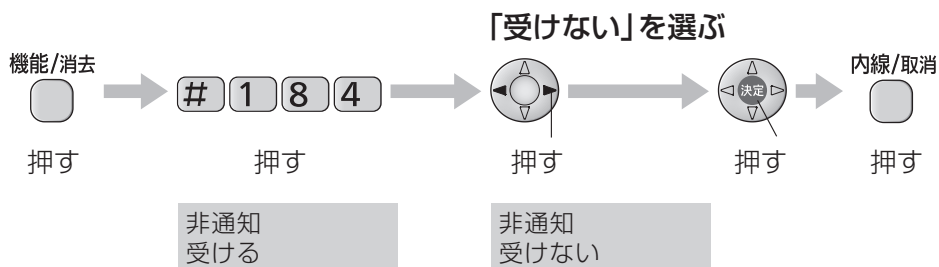 「受けない」を選ぶ
機能/消去
# 1 8 4
決定
内線/取消
押す
押す
押す
押す
押す
非通知
受ける
非通知
受けない